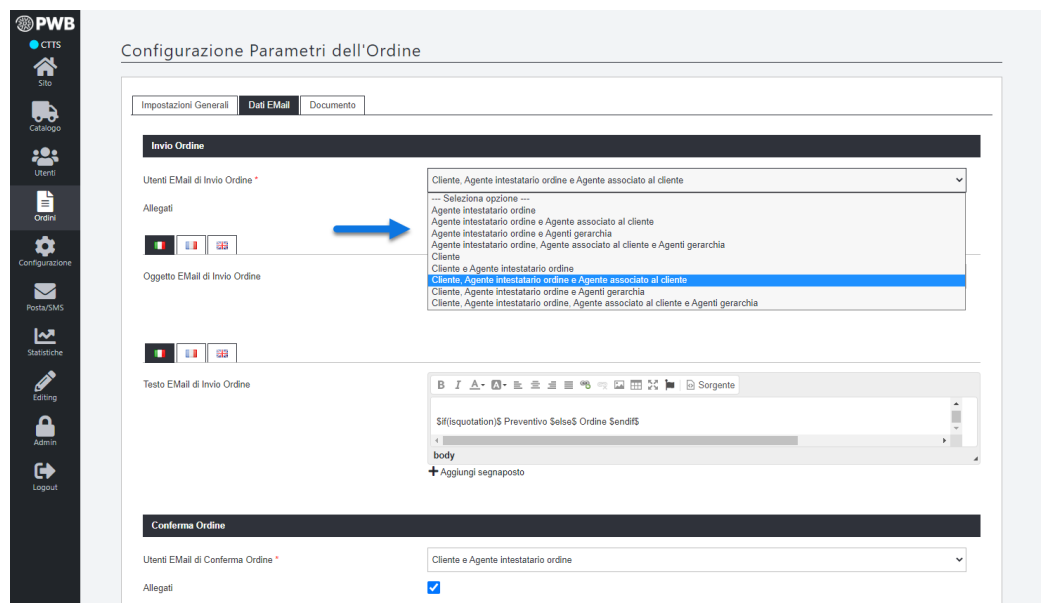 PWB
CTTS
Sito
Catalogo
Utenti
Ordini
Configurazione
Posta/SMS
Statistiche
Editing
Admin
Logout
Configurazione Parametri dell'Ordine
Impostazioni Generali Dati EMail Documento
Invio Ordine
Utenti EMail di Invio Ordine * Cliente, Agente intestatario ordine e Agente associato al cliente
--- Seleziona opzione ---
Agente intestatario ordine
Agente intestatario ordine e Agente associato al cliente
Agente intestatario ordine e Agenti gerarchia
Agente intestatario ordine, Agente associato al cliente e Agenti gerarchia
Cliente
Cliente e Agente intestatario ordine
Cliente, Agente intestatario ordine e Agente associato al cliente
Cliente, Agente intestatario ordine e Agenti gerarchia
Cliente, Agente intestatario ordine, Agente associato al cliente e Agenti gerarchia
Allegati
Oggetto EMail di Invio Ordine
Testo EMail di Invio Ordine
B I A A Sorgente
$if(isquotation)$ Preventivo $else$ Ordine $endif$
body
Aggiungi segnaposto
Conferma Ordine
Utenti EMail di Conferma Ordine * Cliente e Agente intestatario ordine
Allegati